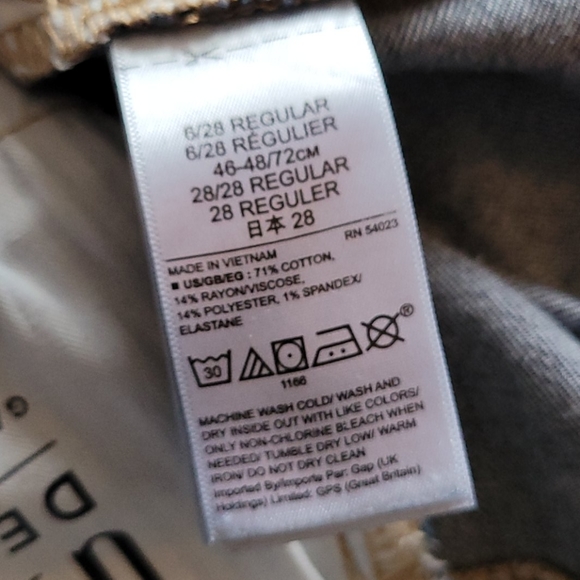 6/28 REGULAR
6/28 RÉGULIER
46-48/72CM
28/28 REGULAR
28 REGULER
日本 28
RN 54023
MADE IN VIETNAM
■ US/GB/EG : 71% COTTON,
14% RAYON/VISCOSE,
14% POLYESTER, 1% SPANDEX/
ELASTANE
30
®
1166
MACHINE WASH COLD/ WASH AND
DRY INSIDE OUT WITH LIKE COLORS/
ONLY NON-CHLORINE BLEACH WHEN
NEEDED/ TUMBLE DRY LOW/ WARM
IRON/ DO NOT DRY CLEAN
Imported By/Importe Par: Gap (UK
Holdings) Limited: GPS (Great Britain)
DE